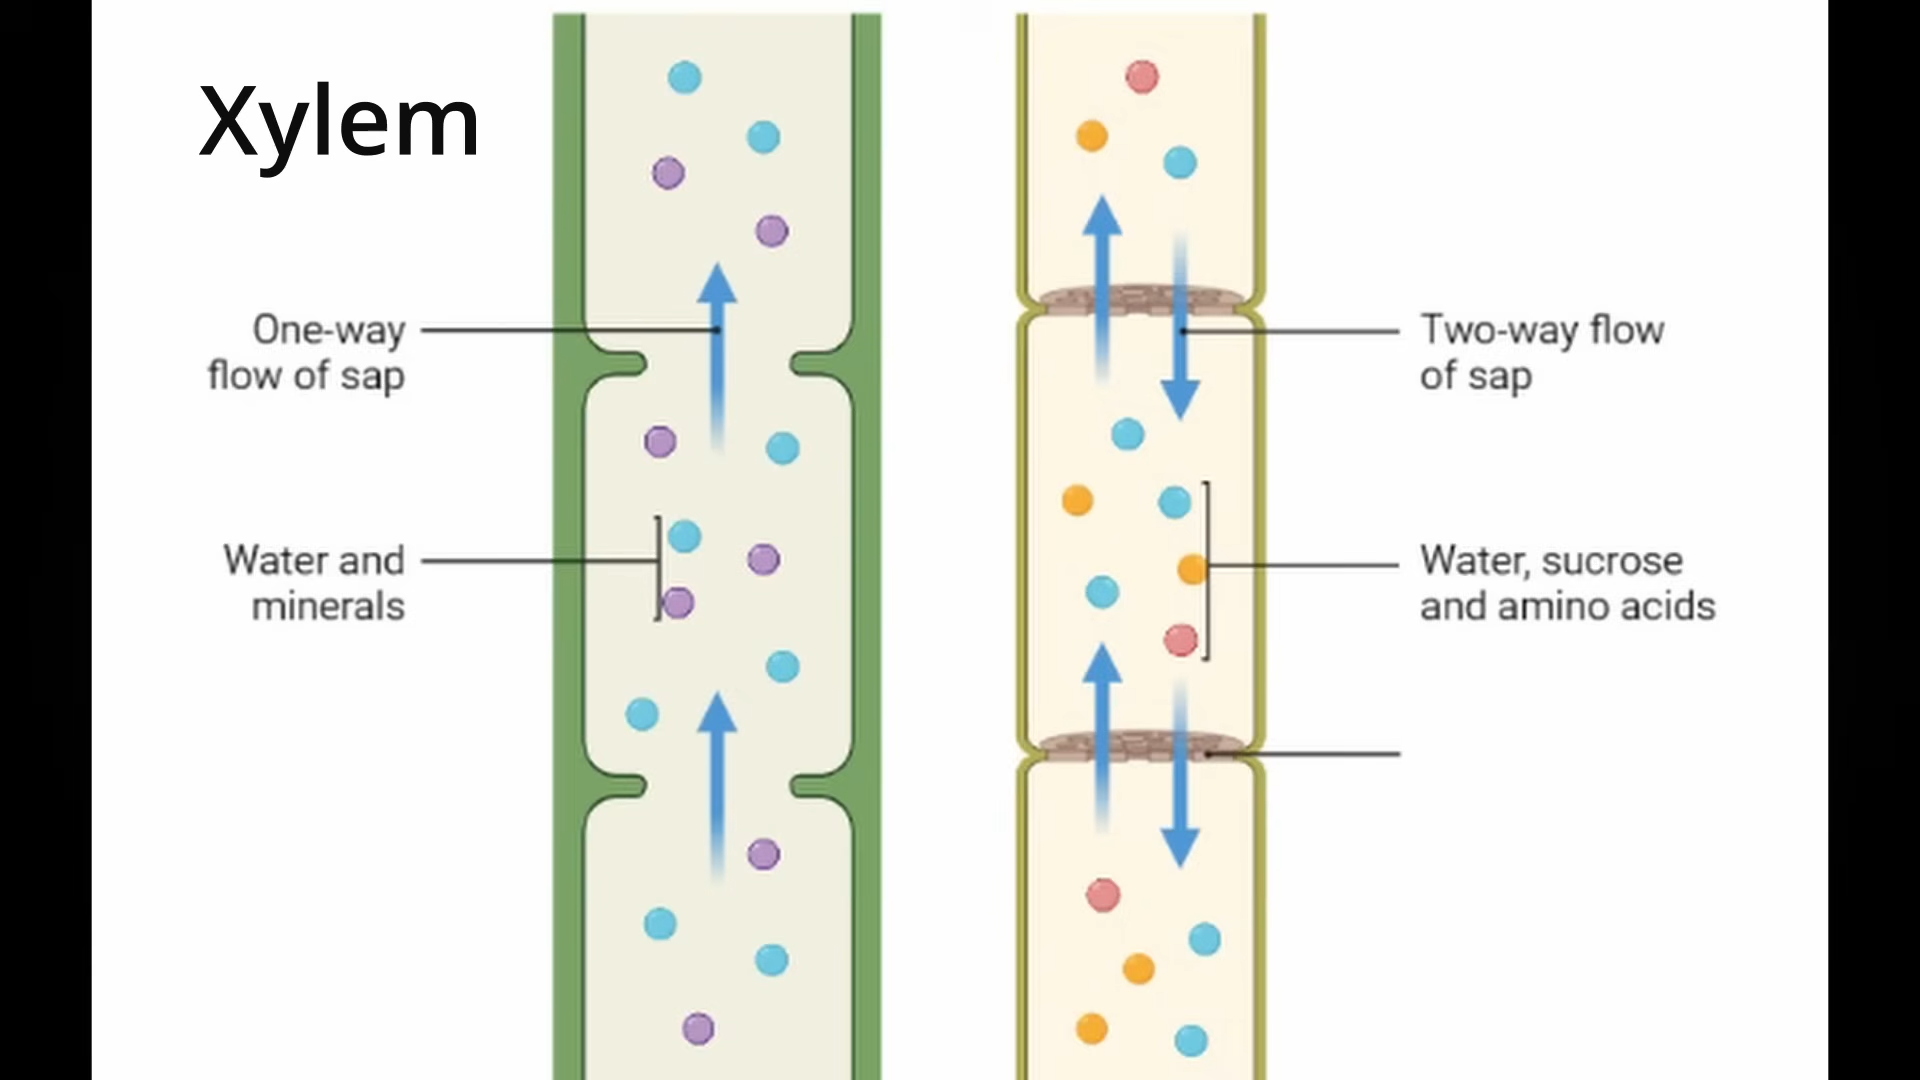 Xylem
One-way
flow of sap
Water and
minerals
Two-way flow
of sap
Water, sucrose
and amino acids